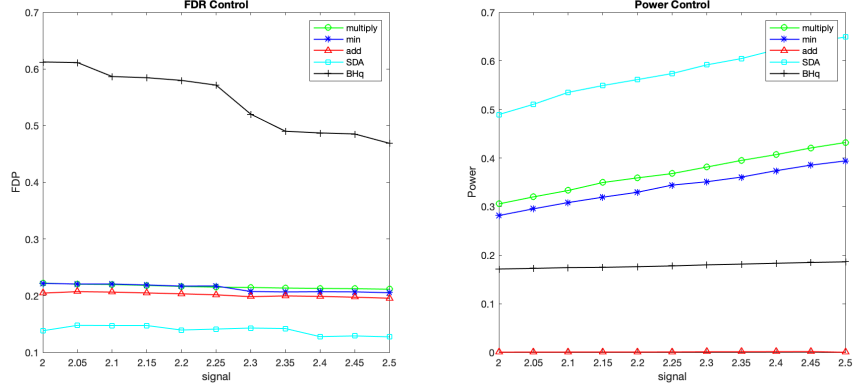 FDR Control
0.7
0.6
0.5
0.4
0.3
0.2
0.1
FDP
2 2.05 2.1 2.15 2.2 2.25 2.3 2.35 2.4 2.45 2.5
signal
multiply
min
add
SDA
BHq
Power Control
0.7
0.6
0.5
0.4
0.3
0.2
0.1
0
Power
2 2.05 2.1 2.15 2.2 2.25 2.3 2.35 2.4 2.45 2.5
signal
multiply
min
add
SDA
BHq